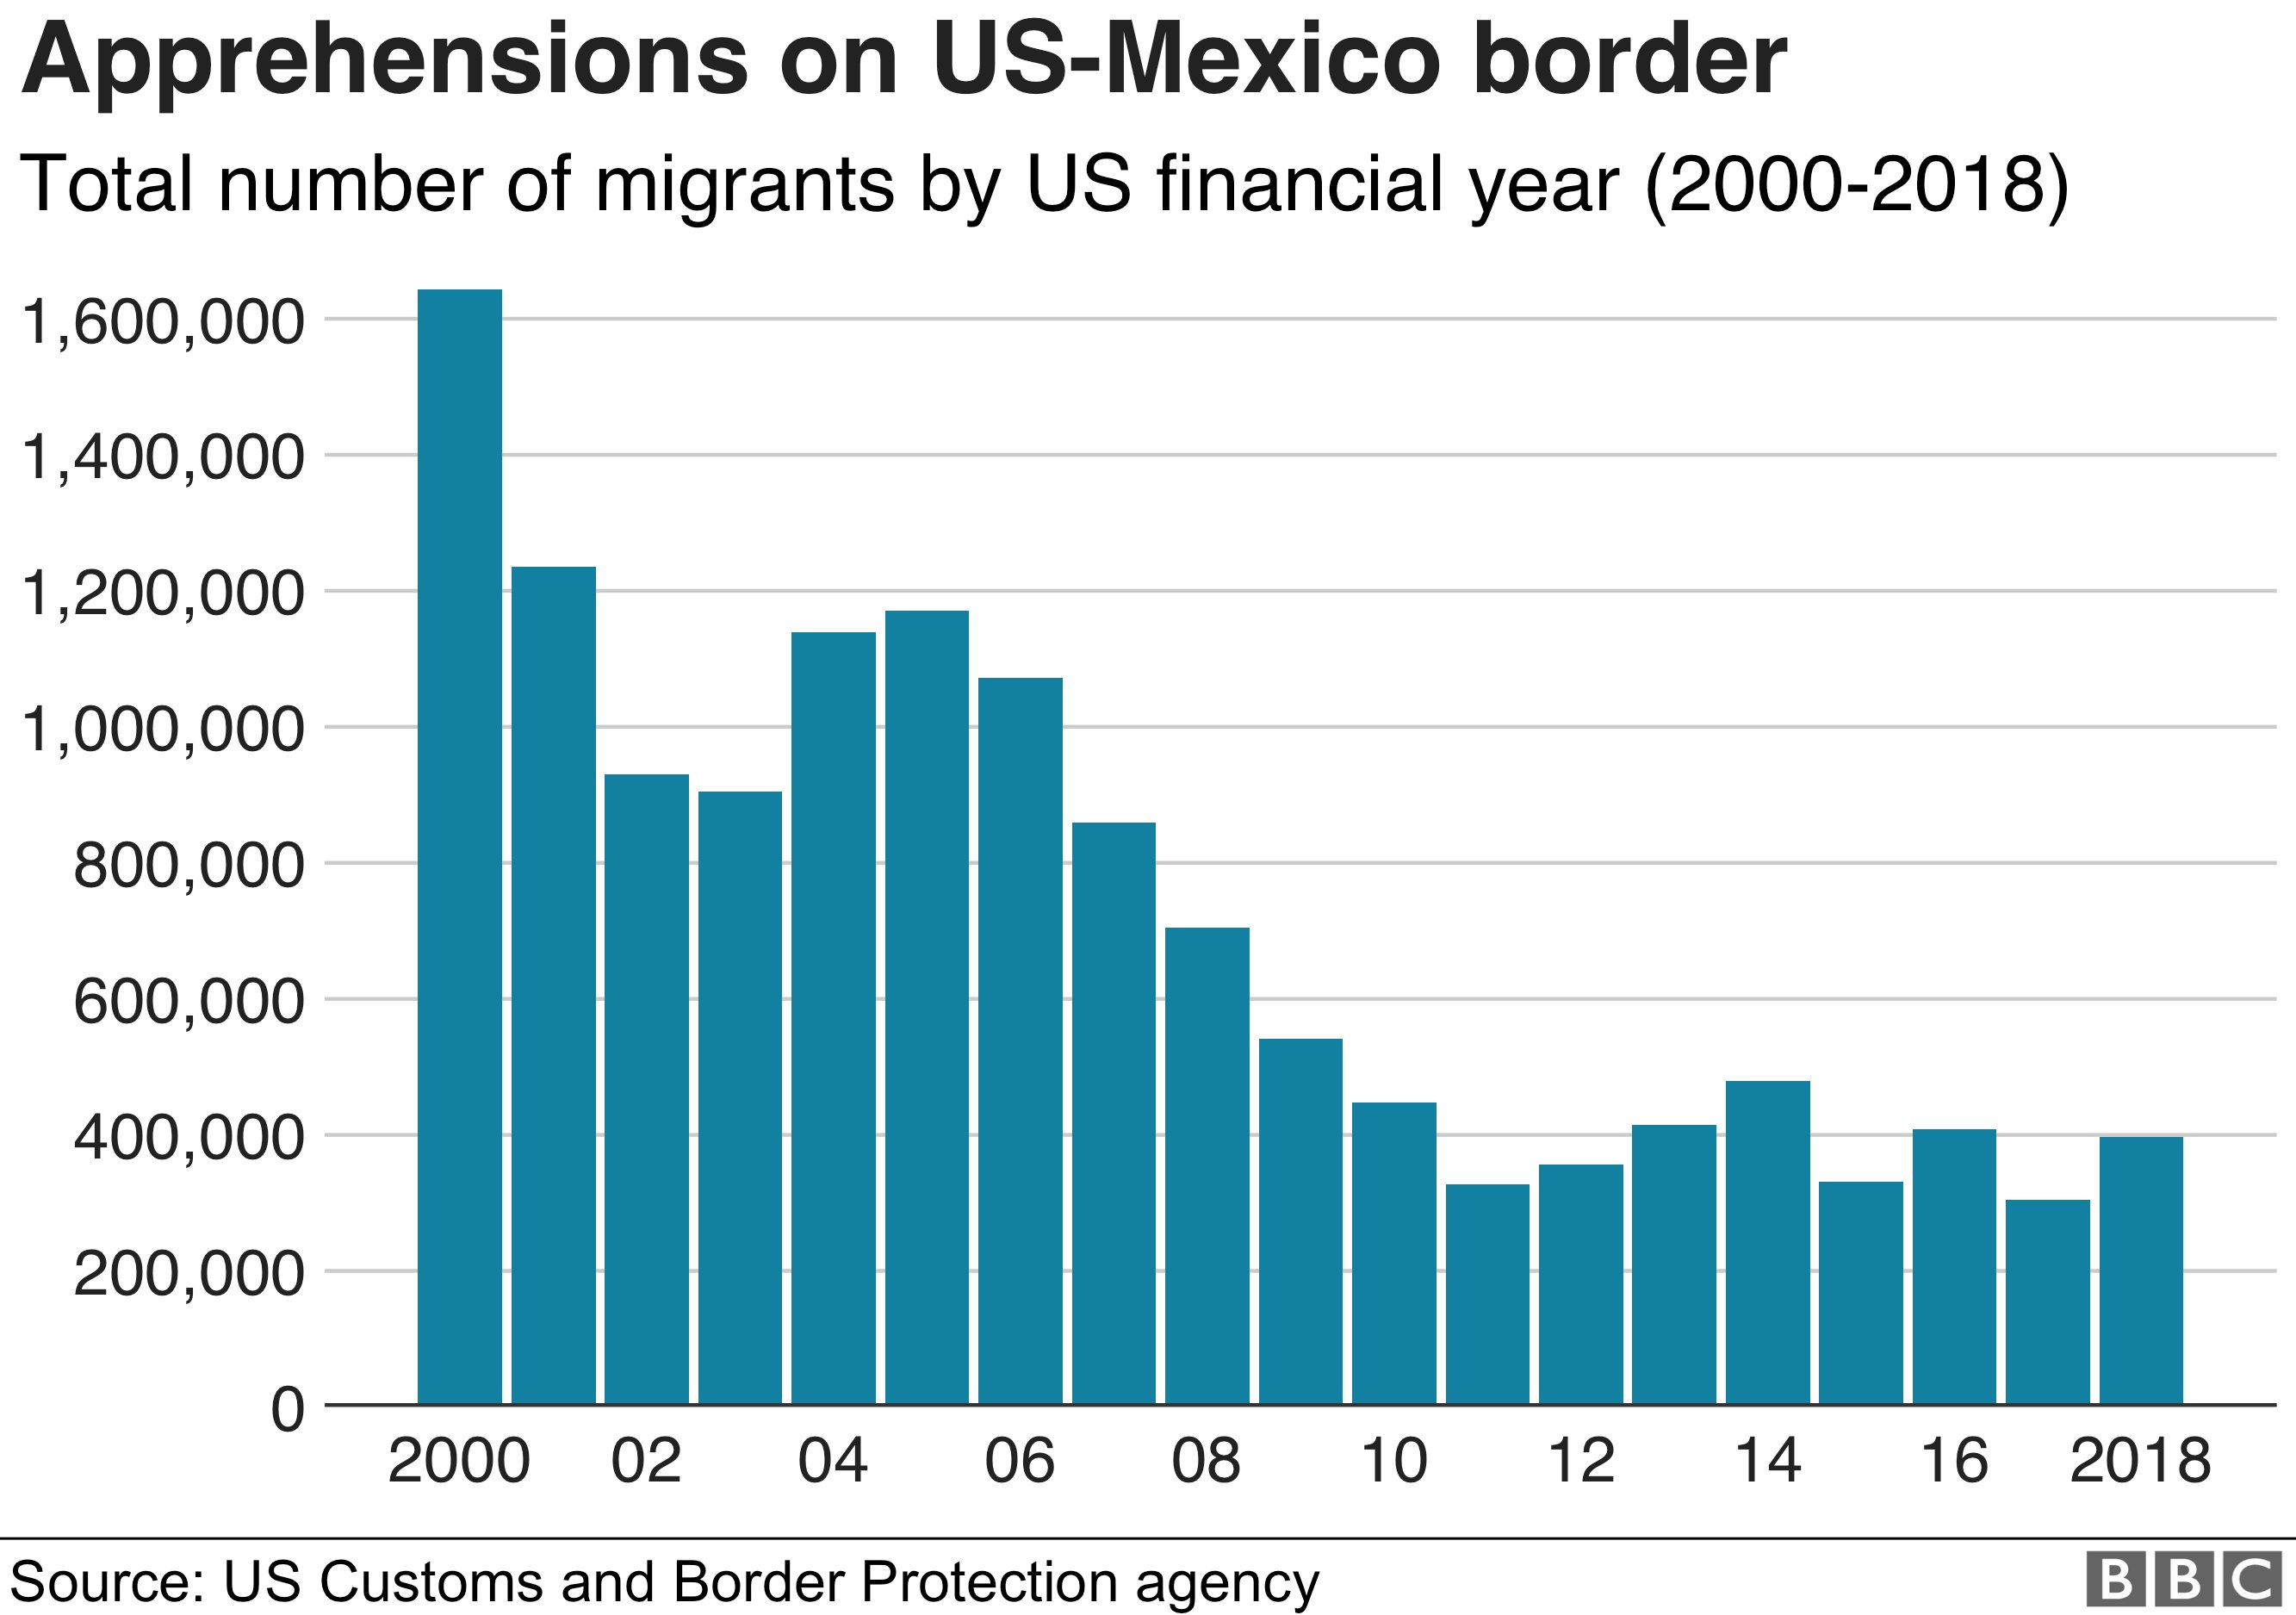 Apprehensions on US-Mexico border
Total number of migrants by US financial year (2000-2018)
1,600,000
1,400,000
1,200,000
1,000,000
800,000
600,000
400,000
200,000
0
2000 02 04 06 08 10 12 14 16 2018
Source: US Customs and Border Protection agency
BBC